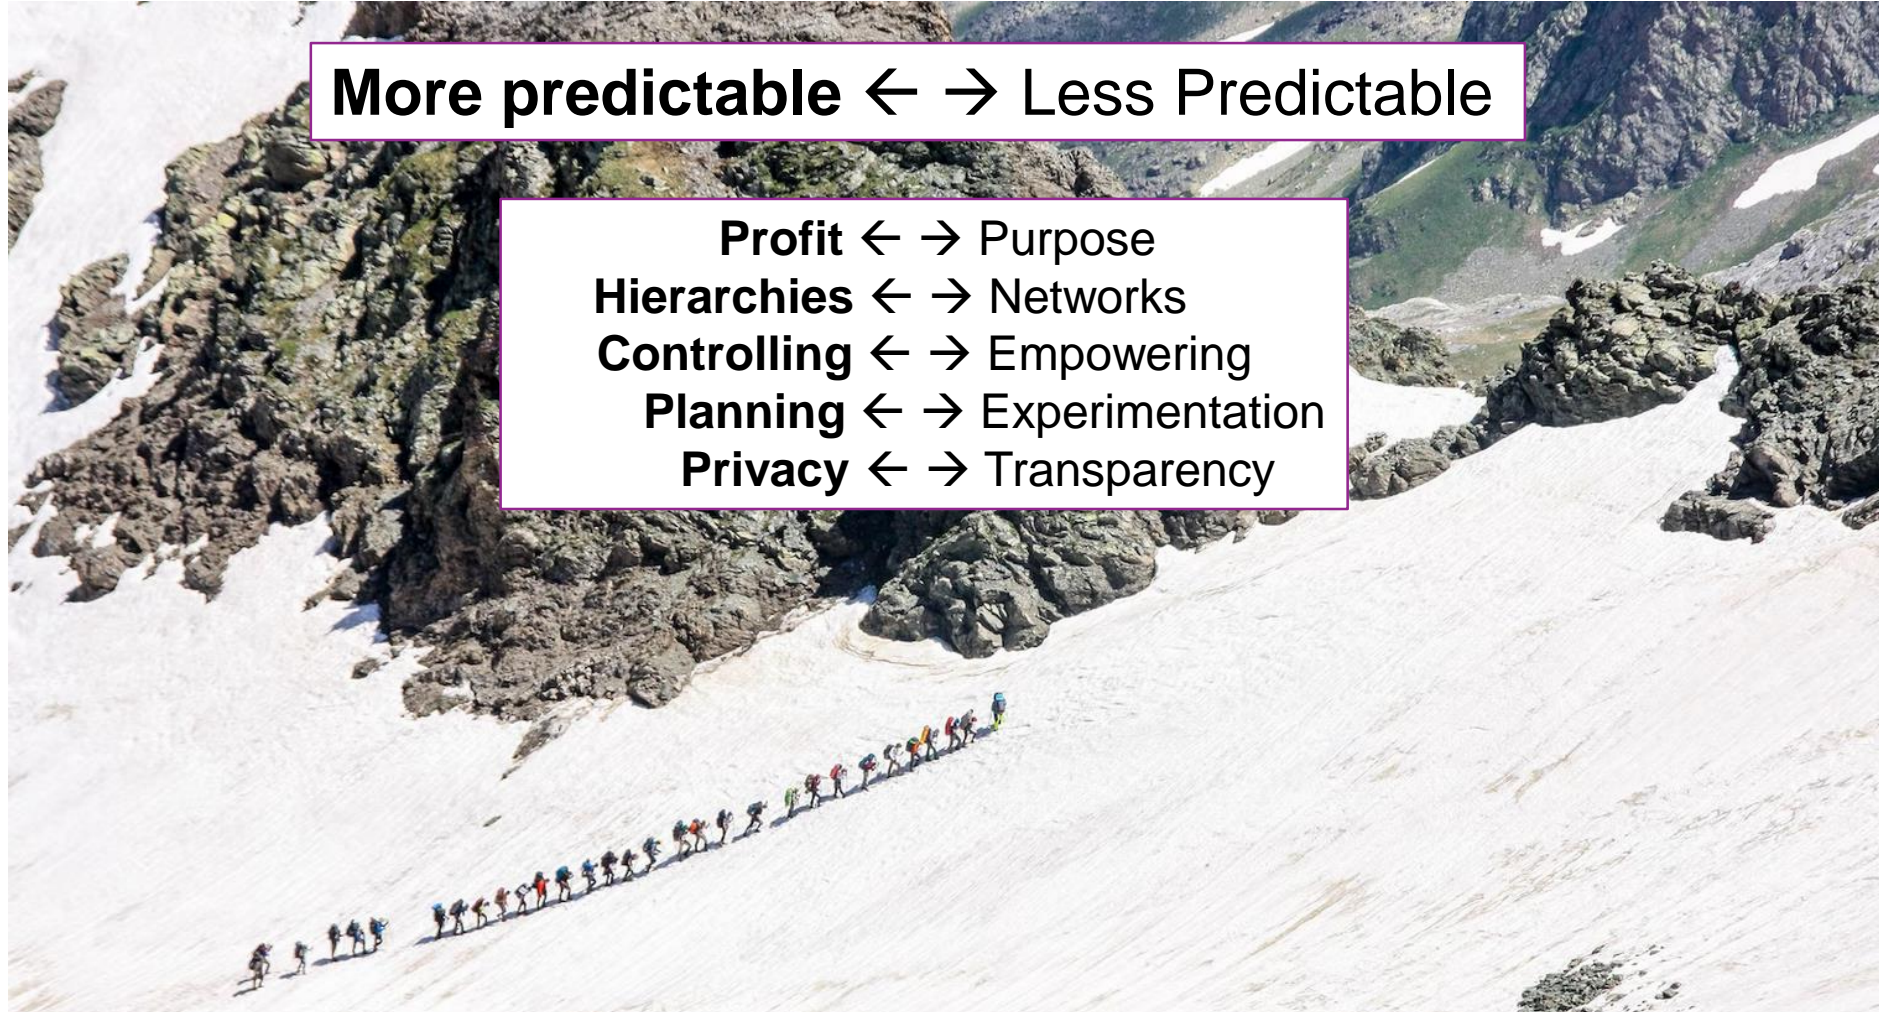 More predictable ← → Less Predictable
Profit ← → Purpose
Hierarchies ← → Networks
Controlling ← → Empowering
Planning ← → Experimentation
Privacy ← → Transparency